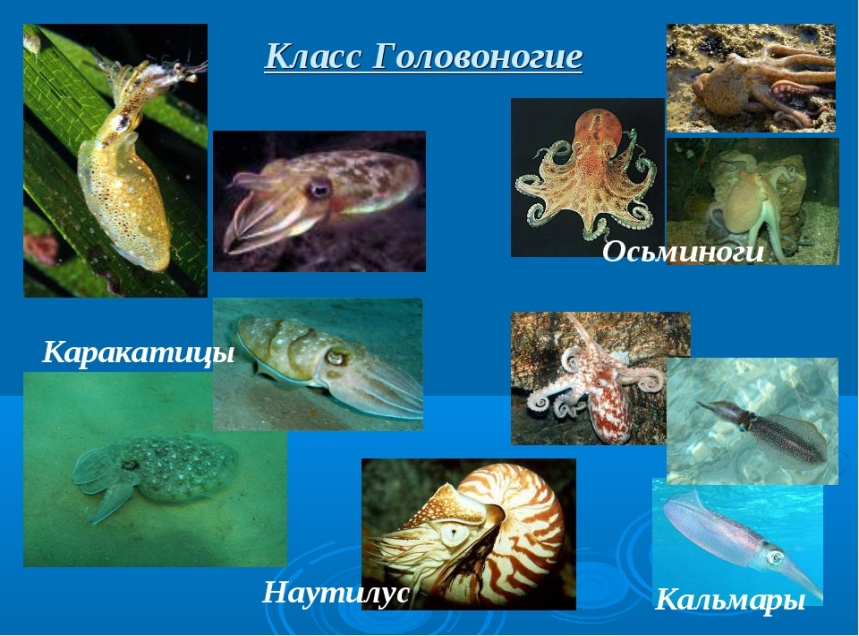 Класс Головоногие
Осьминоги
Каракатицы
Наутилус
Кальмары